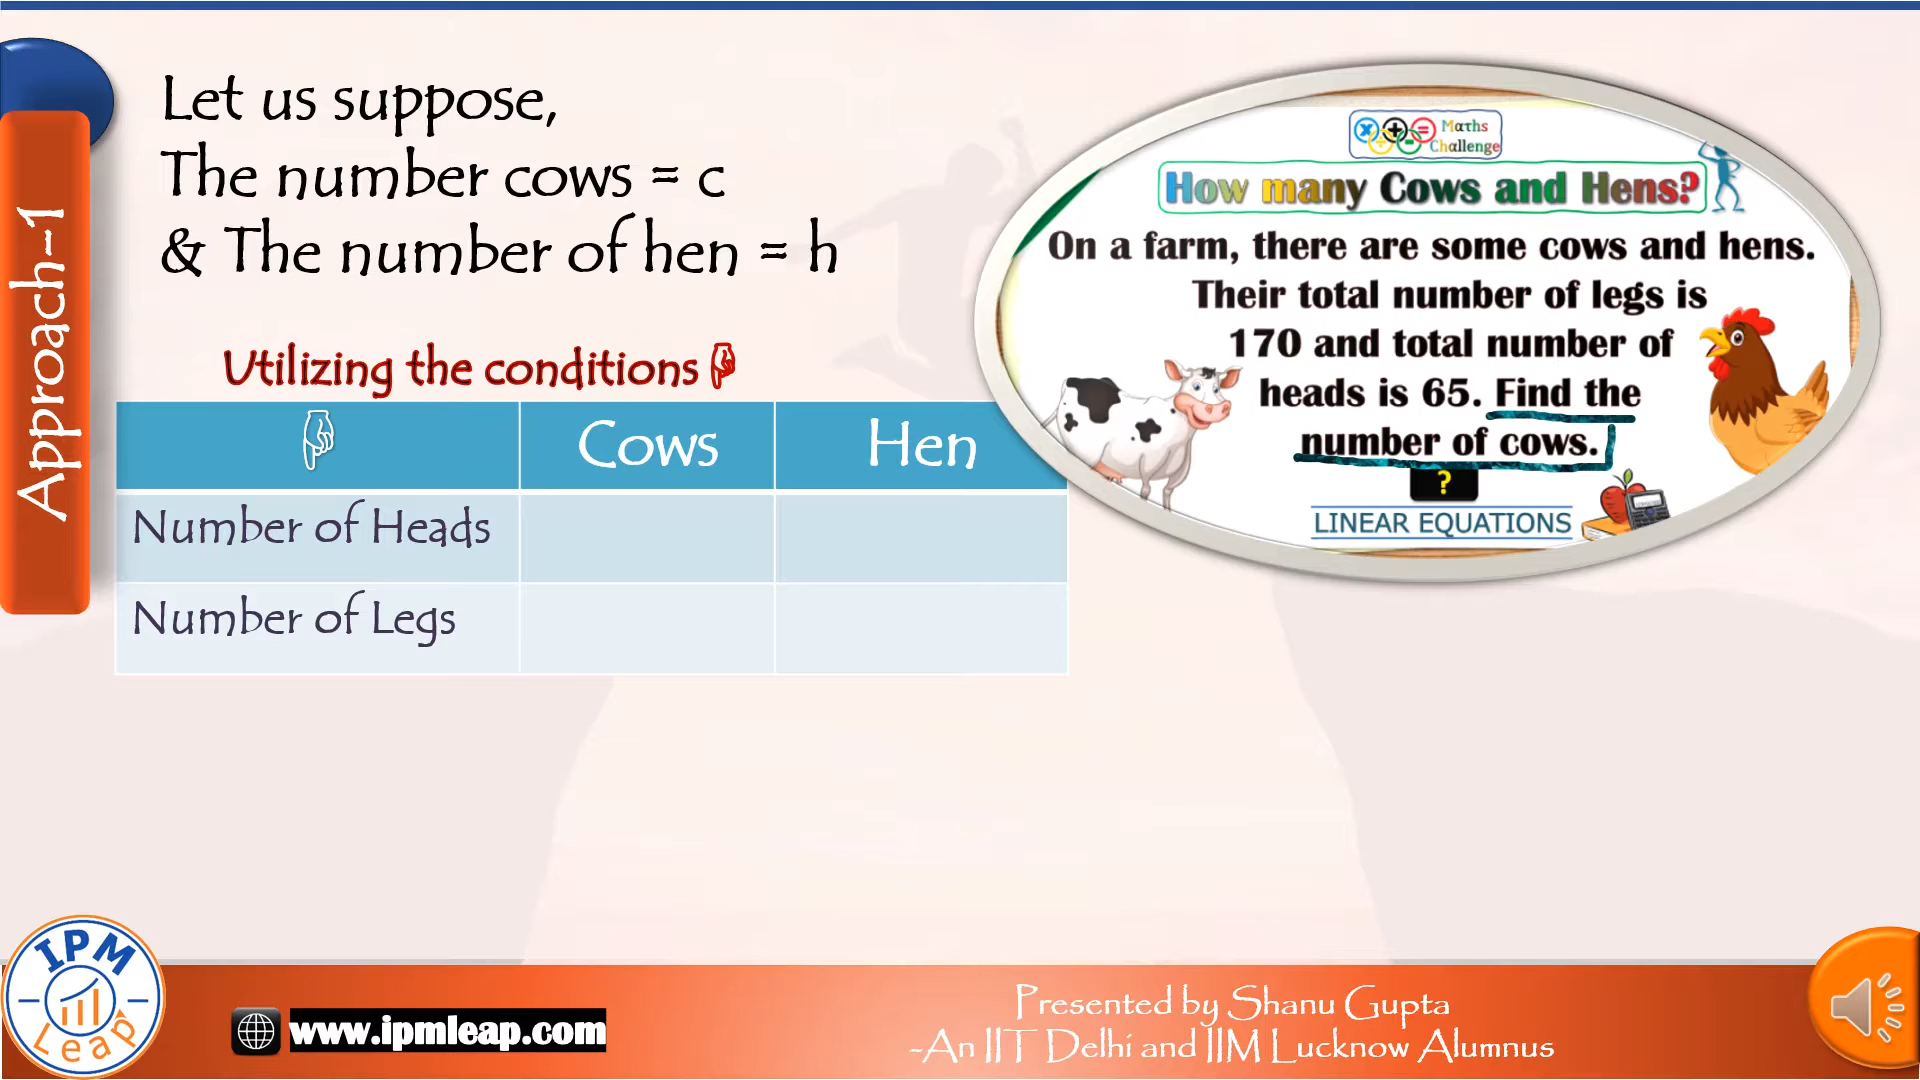 Approach-1
Let us suppose,
The number cows = c
& The number of hen = h
Utilizing the conditions
Cows Hen
Number of Heads
Number of Legs
Maths
Challenge
How many Cows and Hens?
On a farm, there are some cows and hens.
Their total number of legs is
170 and total number of
heads is 65. Find the
number of cows.
?
LINEAR EQUATIONS
IPM
Leap
www.ipmleap.com
Presented by Shanu Gupta
-An IIT Delhi and IIM Lucknow Alumnus